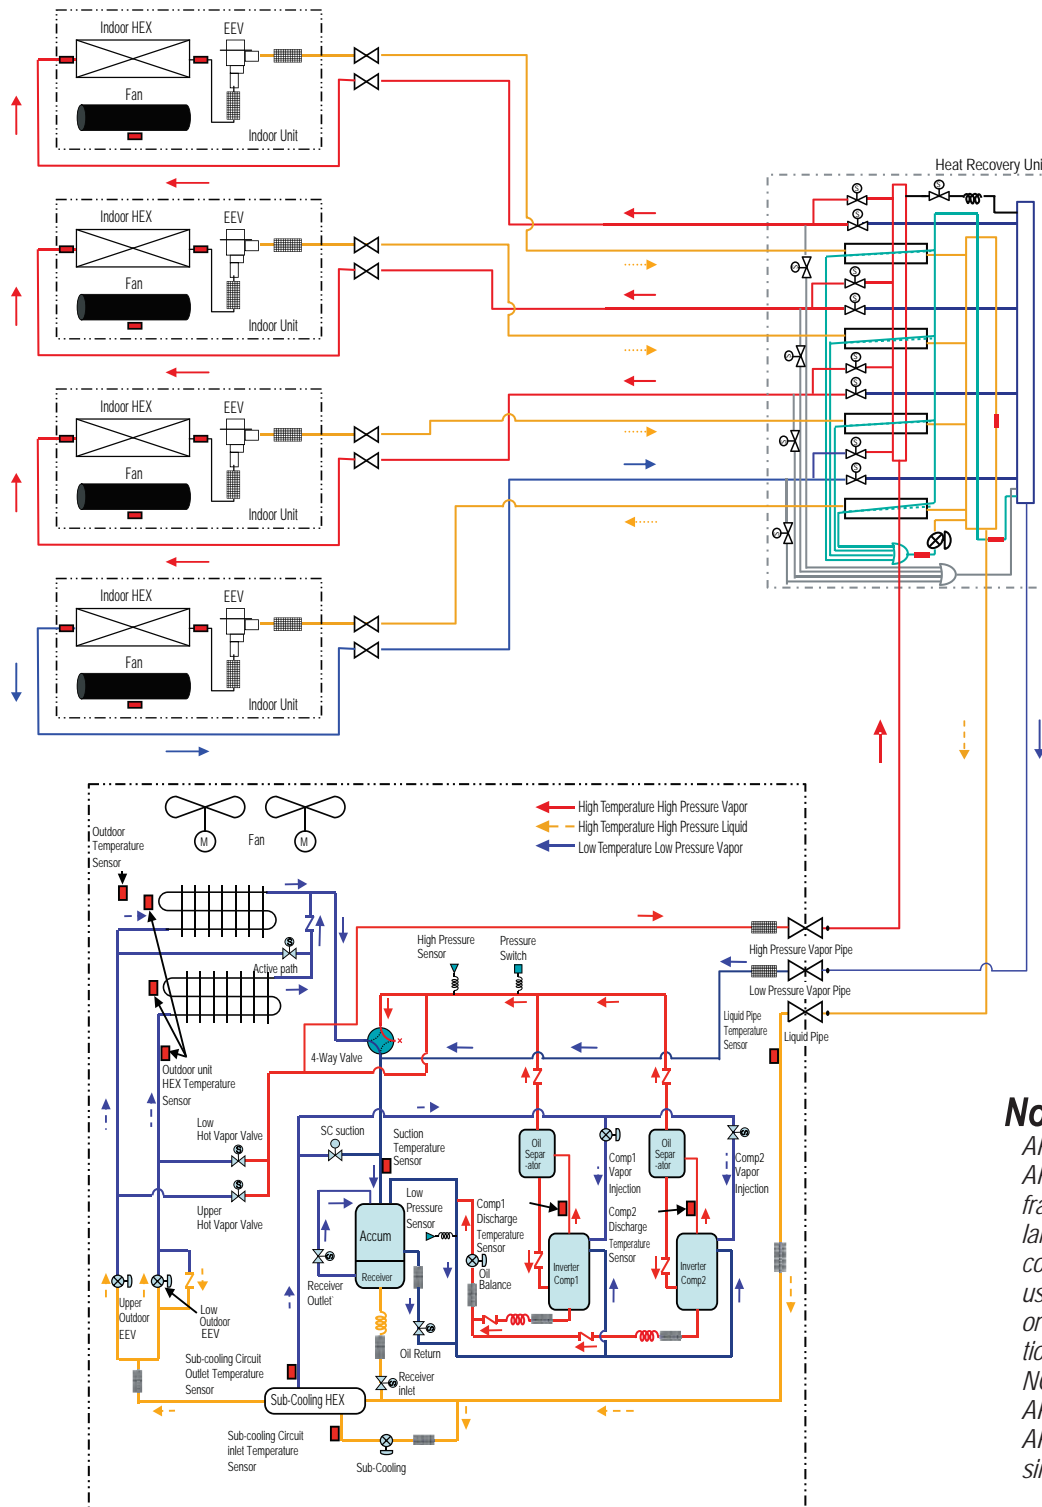 Indoor HEX
EEV
Fan
Indoor Unit
Heat Recovery Uni
S
S
S
Indoor HEX
EEV
Fan
Indoor Unit
S
S
S
Indoor HEX
EEV
Fan
Indoor Unit
S
S
S
S
S
S
Indoor HEX
EEV
Fan
Indoor Unit
High Temperature High Pressure Vapor
High Temperature High Pressure Liquid
Low Temperature Low Pressure Vapor
Outdoor
Temperature
Sensor
M
Fan
M
S
Active path
High Pressure
Sensor
Pressure
Switch
High Pressure Vapor Pipe
Low Pressure Vapor Pipe
Liquid Pipe
Liquid Pipe
Temperature
Sensor
4-Way Valve
Outdoor unit
HEX Temperature
Sensor
Low
Hot Vapor Valve
S
Upper
Hot Vapor Valve
S
SC suction
Suction
Temperature
Sensor
Oil
Separ
-ator
Oil
Separ
-ator
Comp1
Vapor
Injection
Comp2
Vapor
Injection
S
Low
Pressure
Sensor
Comp1
Discharge
Temperature
Sensor
Comp2
Discharge
Temperature
Sensor
Accum
Receiver
Inverter
Comp1
Inverter
Comp2
Oil
Balance
Receiver
Outlet
S
Oil Return
S
Receiver
inlet
S
Upper
Outdoor
EEV
Low
Outdoor
EEV
Sub-cooling Circuit
Outlet Temperature
Sensor
Sub-Cooling HEX
Sub-cooling Circuit
inlet Temperature
Sensor
Sub-Cooling
No
fra
lar
co
us
or
tio
sii